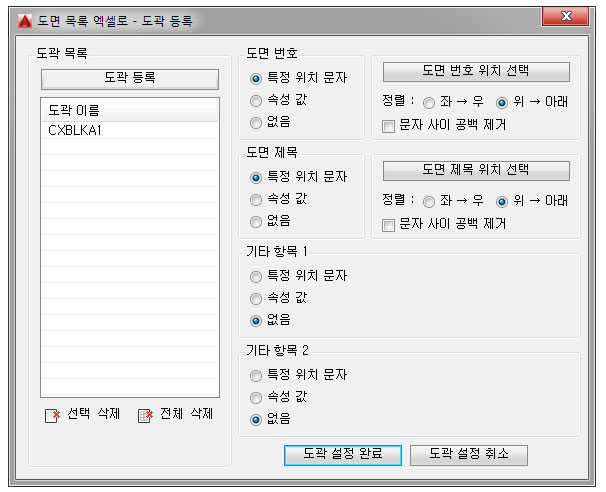 도면 목록 엑셀로 - 도곽 등록
도곽 목록
도곽 등록
도곽 이름
CXBLKA1
선택 삭제
전체 삭제
도면 번호
특정 위치 문자
속성 값
없음
도면 번호 위치 선택
정렬 : 좌 → 우 위 → 아래
문자 사이 공백 제거
도면 제목
특정 위치 문자
속성 값
없음
도면 제목 위치 선택
정렬 : 좌 → 우 위 → 아래
문자 사이 공백 제거
기타 항목 1
특정 위치 문자
속성 값
없음
기타 항목 2
특정 위치 문자
속성 값
없음
도곽 설정 완료
도곽 설정 취소